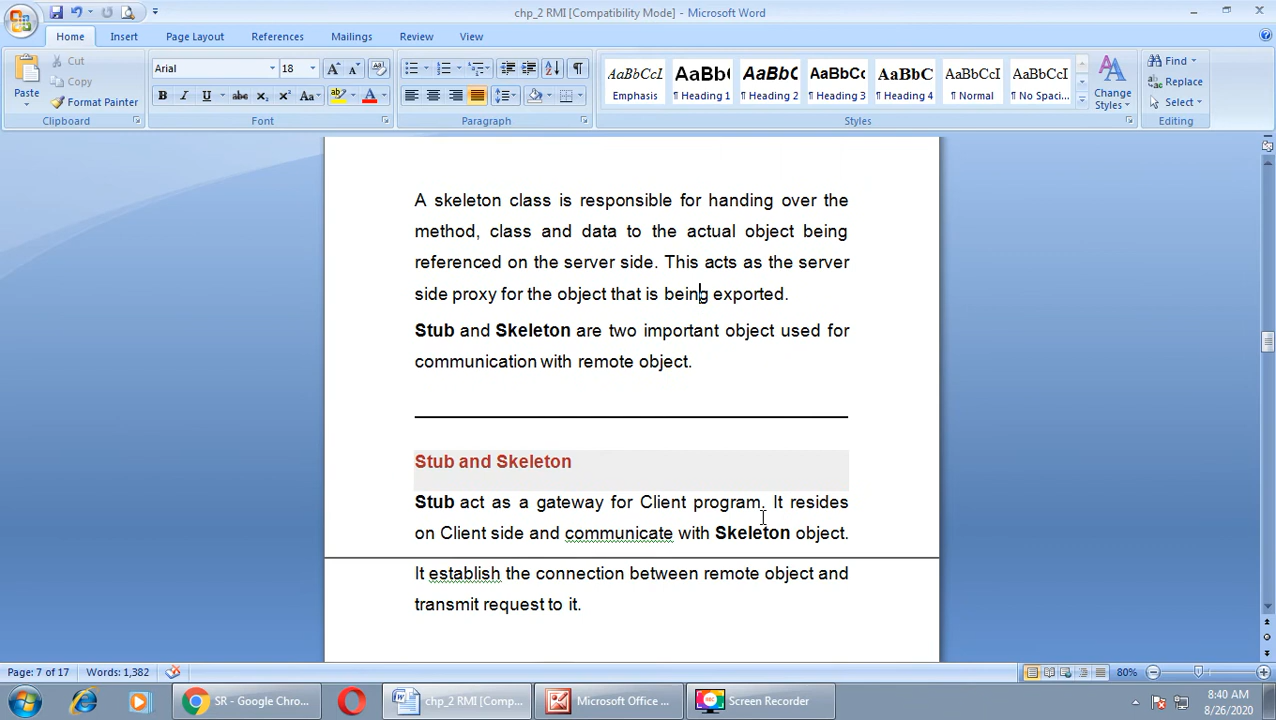 chp_2 RMI [Compatibility Mode] - Microsoft Word
Home Insert Page Layout References Mailings Review View
Paste Cut Copy Format Painter Clipboard
Arial 18 Font
Paragraph
AaBbCcI Emphasis AaBb( ¶ Heading 1 AaBbC ¶ Heading 2 AaBbCc ¶ Heading 3 AaBbCc ¶ Heading 4 AaBbCcI ¶ Normal AaBbCcI ¶ No Spaci... Change Styles Styles
Find Replace Select Editing
A skeleton class is responsible for handing over the
method, class and data to the actual object being
referenced on the server side. This acts as the server
side proxy for the object that is being exported.
Stub and Skeleton are two important object used for
communication with remote object.
Stub and Skeleton
Stub act as a gateway for Client program. It resides
on Client side and communicate with Skeleton object.
It establish the connection between remote object and
transmit request to it.
Page: 7 of 17 Words: 1,382 80%
SR - Google Chro... chp_2 RMI [Comp... Microsoft Office ... Screen Recorder 8:40 AM
8/26/2020